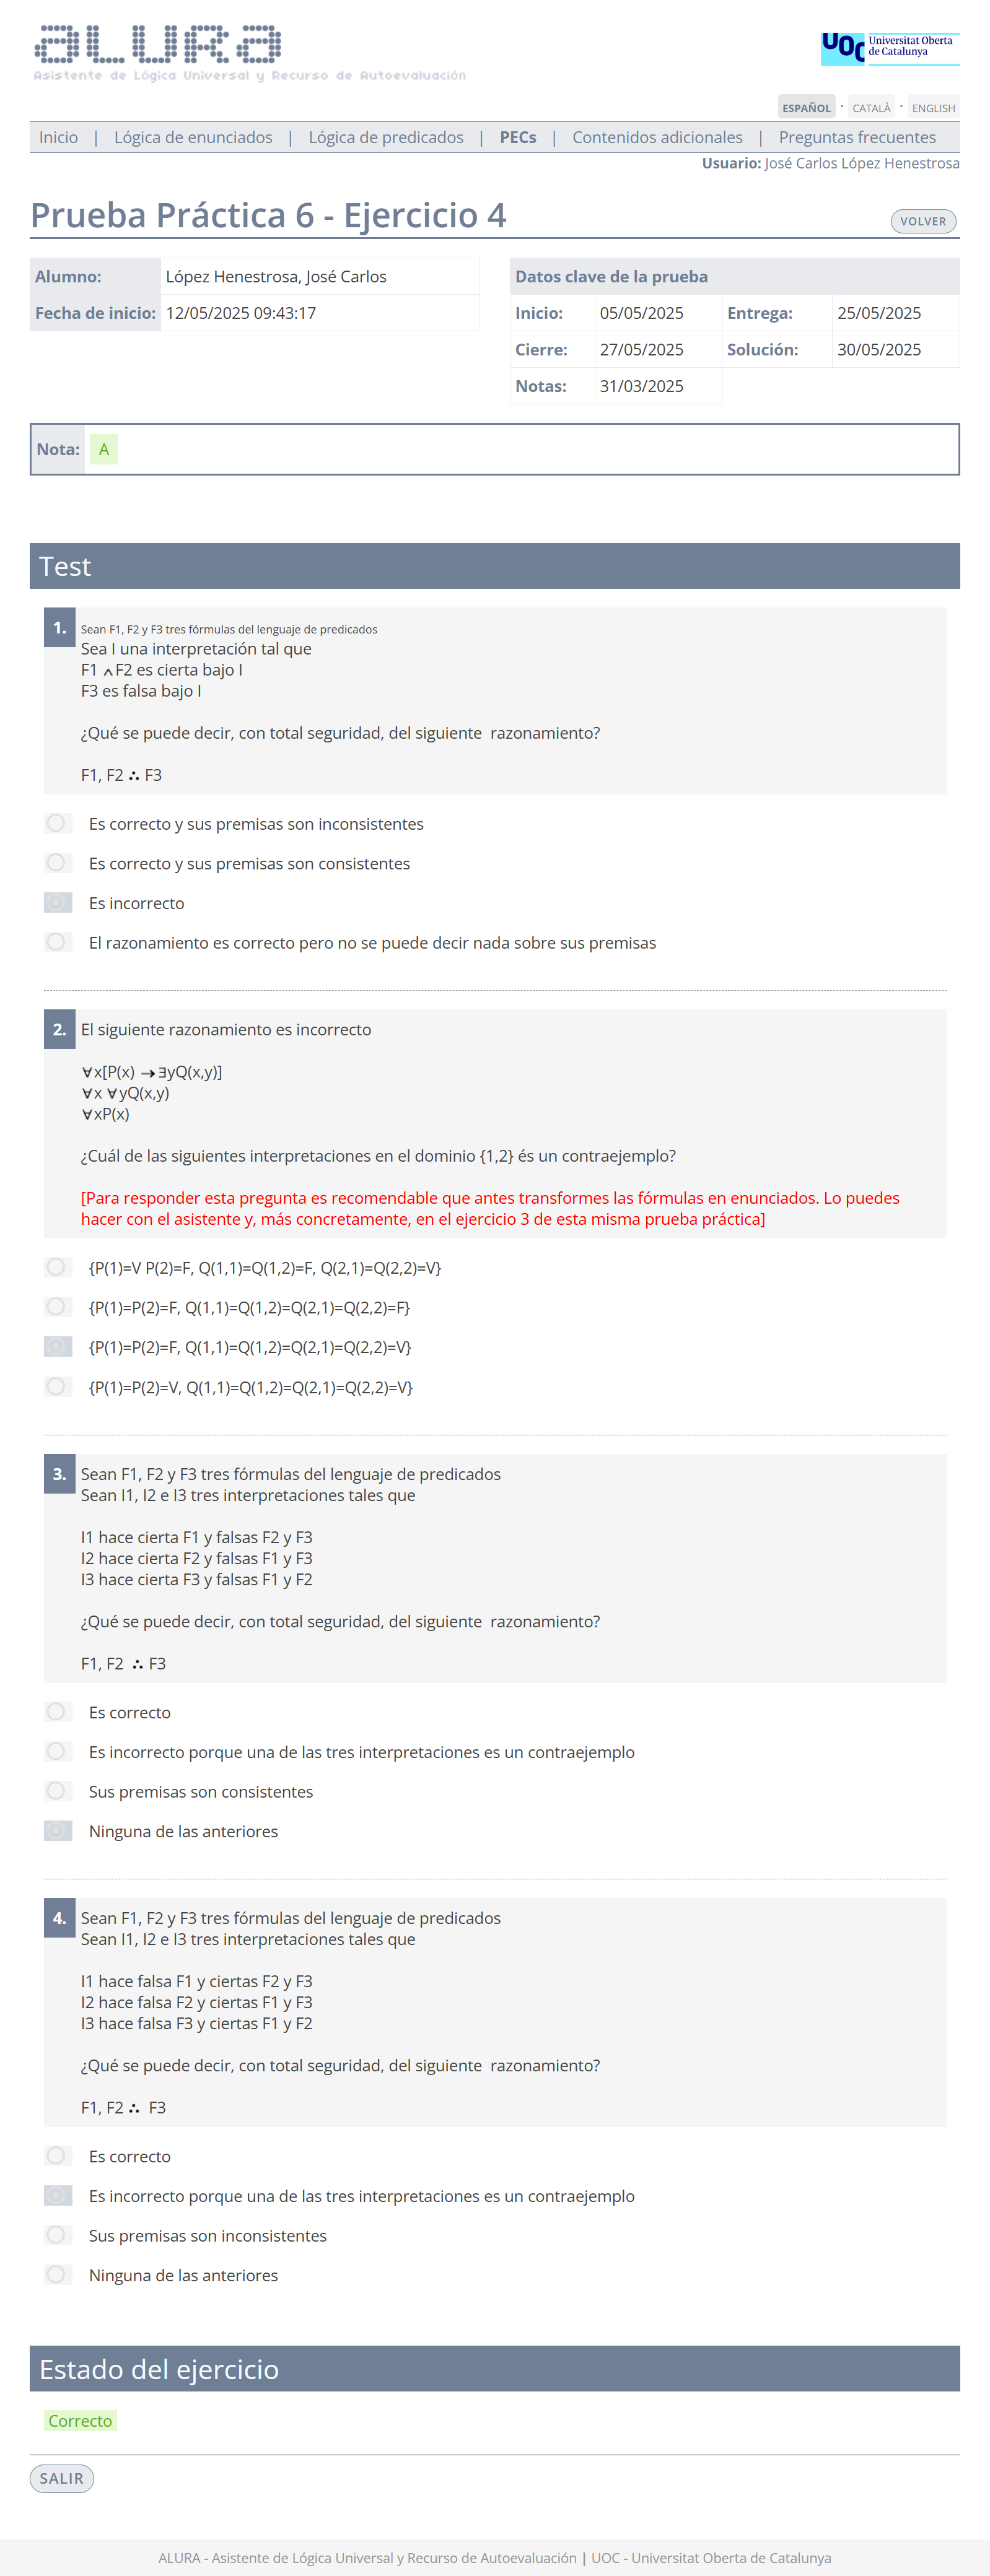 ALURA
Asistente de Lógica Universal y Recurso de Autoevaluación
UOC Universitat Oberta
de Catalunya
ESPAÑOL · CATALÀ · ENGLISH
Inicio | Lógica de enunciados | Lógica de predicados | PECs | Contenidos adicionales | Preguntas frecuentes
Usuario: José Carlos López Henestrosa
Prueba Práctica 6 - Ejercicio 4
VOLVER
Alumno: López Henestrosa, José Carlos
Fecha de inicio: 12/05/2025 09:43:17
Datos clave de la prueba
Inicio: 05/05/2025 Entrega: 25/05/2025
Cierre: 27/05/2025 Solución: 30/05/2025
Notas: 31/03/2025
Nota: A
Test
1. Sean F1, F2 y F3 tres fórmulas del lenguaje de predicados
Sea I una interpretación tal que
F1 ∧F2 es cierta bajo I
F3 es falsa bajo I
¿Qué se puede decir, con total seguridad, del siguiente razonamiento?
F1, F2 ∴ F3
Es correcto y sus premisas son inconsistentes
Es correcto y sus premisas son consistentes
Es incorrecto
El razonamiento es correcto pero no se puede decir nada sobre sus premisas
2. El siguiente razonamiento es incorrecto
∀x[P(x) →∃yQ(x,y)]
∀x ∀yQ(x,y)
∀xP(x)
¿Cuál de las siguientes interpretaciones en el dominio {1,2} és un contraejemplo?
[Para responder esta pregunta es recomendable que antes transformes las fórmulas en enunciados. Lo puedes
hacer con el asistente y, más concretamente, en el ejercicio 3 de esta misma prueba práctica]
{P(1)=V P(2)=F, Q(1,1)=Q(1,2)=F, Q(2,1)=Q(2,2)=V}
{P(1)=P(2)=F, Q(1,1)=Q(1,2)=Q(2,1)=Q(2,2)=F}
{P(1)=P(2)=F, Q(1,1)=Q(1,2)=Q(2,1)=Q(2,2)=V}
{P(1)=P(2)=V, Q(1,1)=Q(1,2)=Q(2,1)=Q(2,2)=V}
3. Sean F1, F2 y F3 tres fórmulas del lenguaje de predicados
Sean I1, I2 e I3 tres interpretaciones tales que
I1 hace cierta F1 y falsas F2 y F3
I2 hace cierta F2 y falsas F1 y F3
I3 hace cierta F3 y falsas F1 y F2
¿Qué se puede decir, con total seguridad, del siguiente razonamiento?
F1, F2 ∴ F3
Es correcto
Es incorrecto porque una de las tres interpretaciones es un contraejemplo
Sus premisas son consistentes
Ninguna de las anteriores
4. Sean F1, F2 y F3 tres fórmulas del lenguaje de predicados
Sean I1, I2 e I3 tres interpretaciones tales que
I1 hace falsa F1 y ciertas F2 y F3
I2 hace falsa F2 y ciertas F1 y F3
I3 hace falsa F3 y ciertas F1 y F2
¿Qué se puede decir, con total seguridad, del siguiente razonamiento?
F1, F2 ∴ F3
Es correcto
Es incorrecto porque una de las tres interpretaciones es un contraejemplo
Sus premisas son inconsistentes
Ninguna de las anteriores
Estado del ejercicio
Correcto
SALIR
ALURA - Asistente de Lógica Universal y Recurso de Autoevaluación | UOC - Universitat Oberta de Catalunya